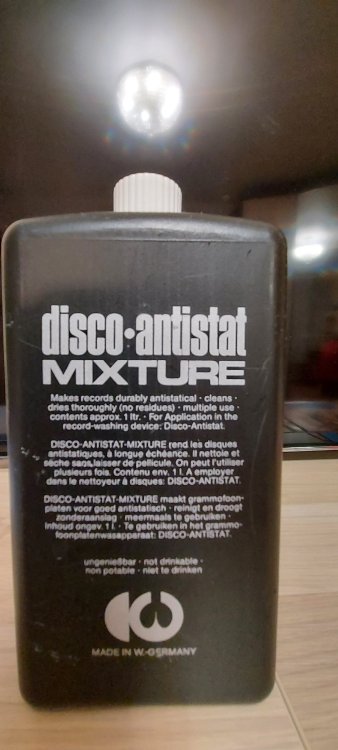 disco·antistat
MIXTURE
Makes records durably antistatical · cleans ·
dries thoroughly (no residues) · multiple use ·
contents approx. 1 ltr. · For Application in the
record-washing device: Disco-Antistat.
DISCO-ANTISTAT-MIXTURE rend les disques
antistatiques, à longue échéance. Il nettoie et
sèche sans laisser de pellicule. On peut l'utiliser
plusieurs fois. Contenu env. 1 l. A employer
dans le nettoyeur à disques: DISCO-ANTISTAT.
DISCO-ANTISTAT-MIXTURE maakt grammofoon-
platen voor goed antistatisch · reinigt en droogt
zonderaanslag · meermaals te gebruiken ·
Inhoud ongev. 1 l. · Te gebruiken in het grammo-
foonplatenwasapparaat: DISCO-ANTISTAT.
ungenießbar · not drinkable ·
non potable · niet te drinken
MADE IN W.-GERMANY